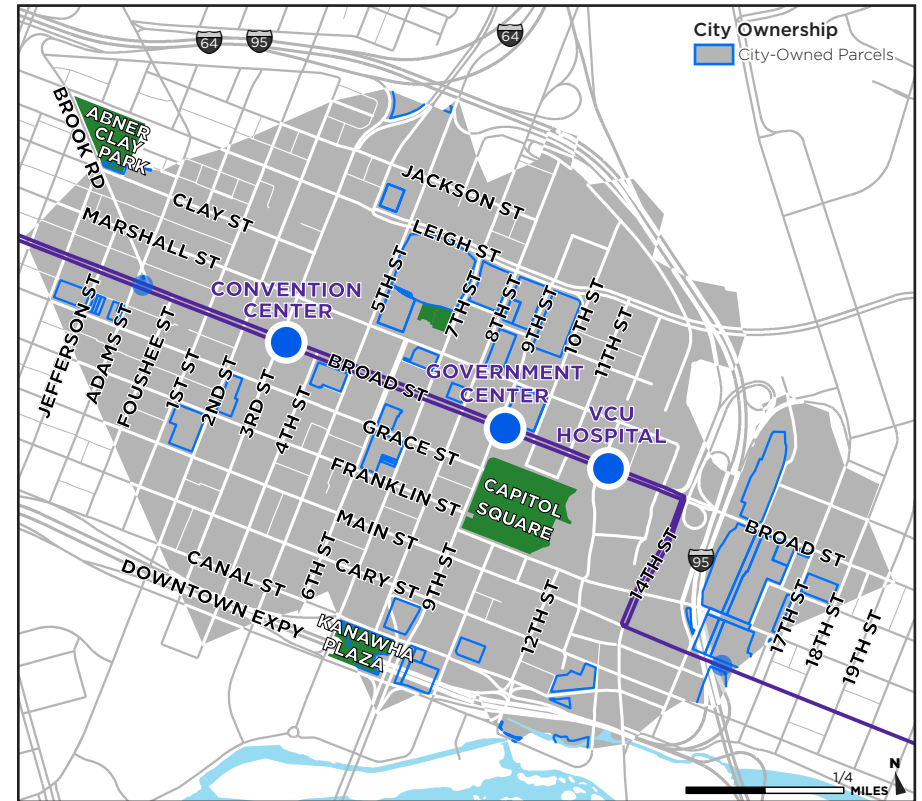 City Ownership
City-Owned Parcels
64
95
64
BROOK RD
ABNER
CLAY
PARK
JACKSON ST
CLAY ST
LEIGH ST
MARSHALL ST
5TH ST
7TH ST
8TH ST
9TH ST
10TH ST
11TH ST
CONVENTION
CENTER
JEFFERSON ST
ADAMS ST
FOUSHEE ST
1ST ST
2ND ST
3RD ST
4TH ST
BROAD ST
GOVERNMENT
CENTER
VCU
HOSPITAL
GRACE ST
FRANKLIN ST
CAPITOL
SQUARE
MAIN ST
BROAD ST
95
14TH ST
CANAL ST
6TH ST
CARY ST
9TH ST
12TH ST
17TH ST
18TH ST
19TH ST
DOWNTOWN EXPY
KANAWHA
PLAZA
N
1/4
MILES